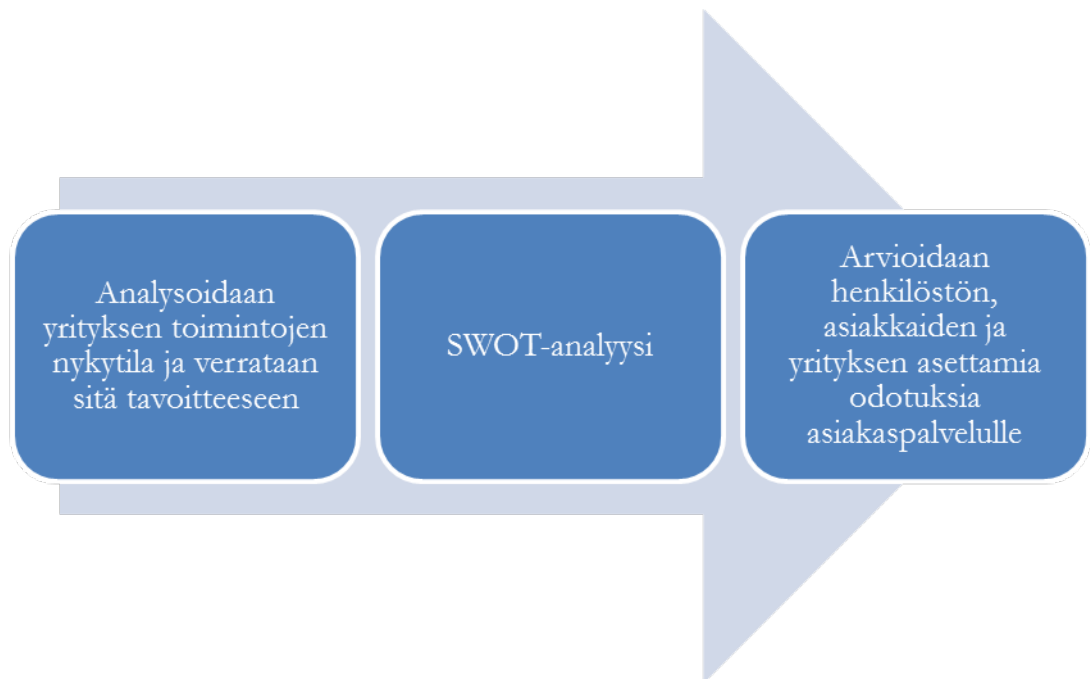 Analysoidaan
yrityksen toimintojen
nykytila ja verrataan
sitä tavoitteeseen
SWOT-analyysi
Arvioidaan
henkilöstön,
asiakkaiden ja
yrityksen asettamia
odotuksia
asiakaspalvelulle